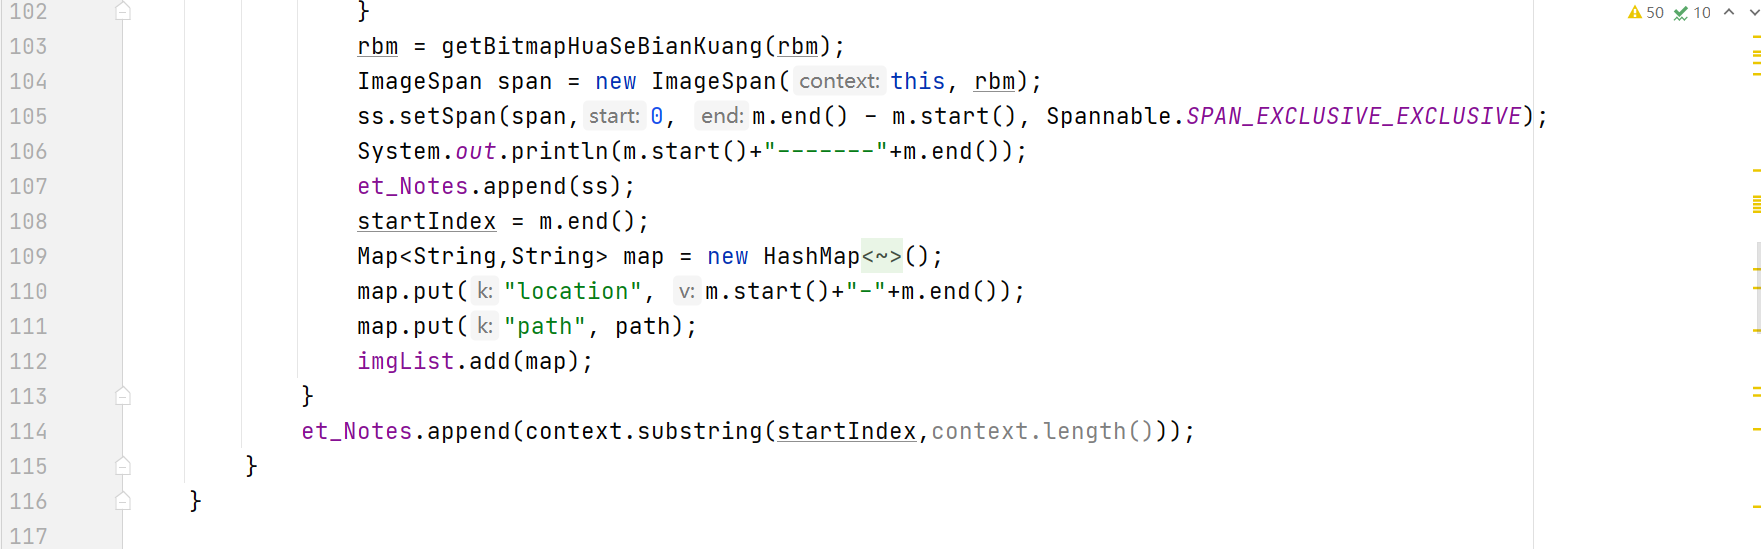 102 }
⚠ 50 10
103 rbm = getBitmapHuaSeBianKuang(rbm);
104 ImageSpan span = new ImageSpan( context: this, rbm);
105 ss.setSpan(span, start: 0, end: m.end() - m.start(), Spannable.SPAN_EXCLUSIVE_EXCLUSIVE);
106 System.out.println(m.start()+"-------"+m.end());
107 et_Notes.append(ss);
108 startIndex = m.end();
109 Map<String,String> map = new HashMap<~>();
110 map.put( k: "location", v: m.start()+"-"+m.end());
111 map.put( k: "path", path);
112 imgList.add(map);
113 }
114 et_Notes.append(context.substring(startIndex,context.length()));
115 }
116 }
117